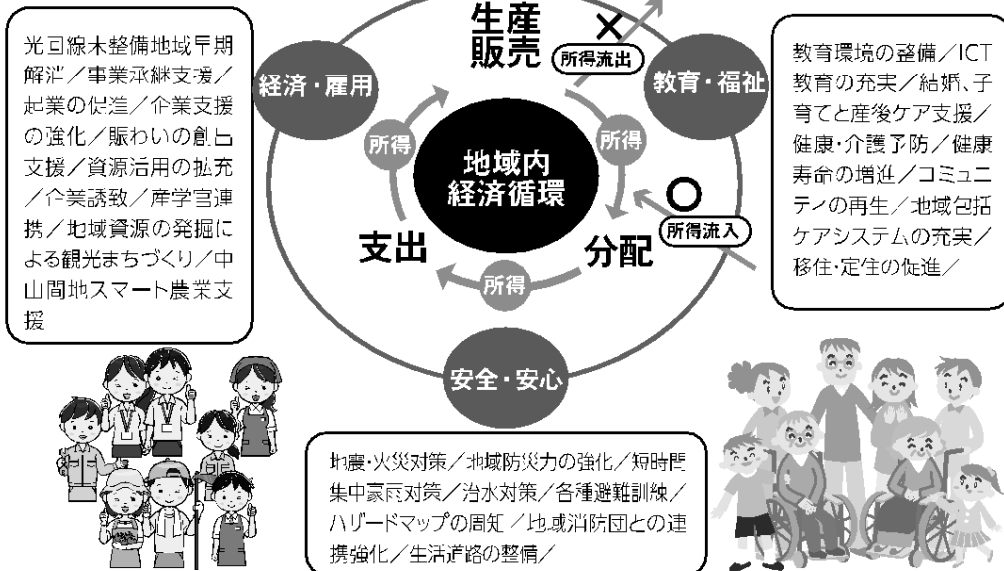 光回線未整備地域早期
解消／事業承継支援／
起業の促進／企業支援
の強化／賑わいの創出
支援／資源活用の拡充
／企業誘致／産学官連
携／地域資源の発掘に
よる観光まちづくり／中
山間地スマート農業支
援
経済・雇用
生産
販売
所得流出
教育・福祉
所得
所得
地域内
経済循環
所得流入
支出
分配
所得
安全・安心
教育環境の整備／ICT
教育の充実／結婚、子
育てと産後ケア支援／
健康・介護予防／健康
寿命の増進／コミュニ
ティの再生／地域包括
ケアシステムの充実／
移住・定住の促進／
地震・火災対策／地域防災力の強化／短時間
集中豪雨対策／治水対策／各種避難訓練／
ハザードマップの周知／地域消防団との連
携強化／生活道路の整備／